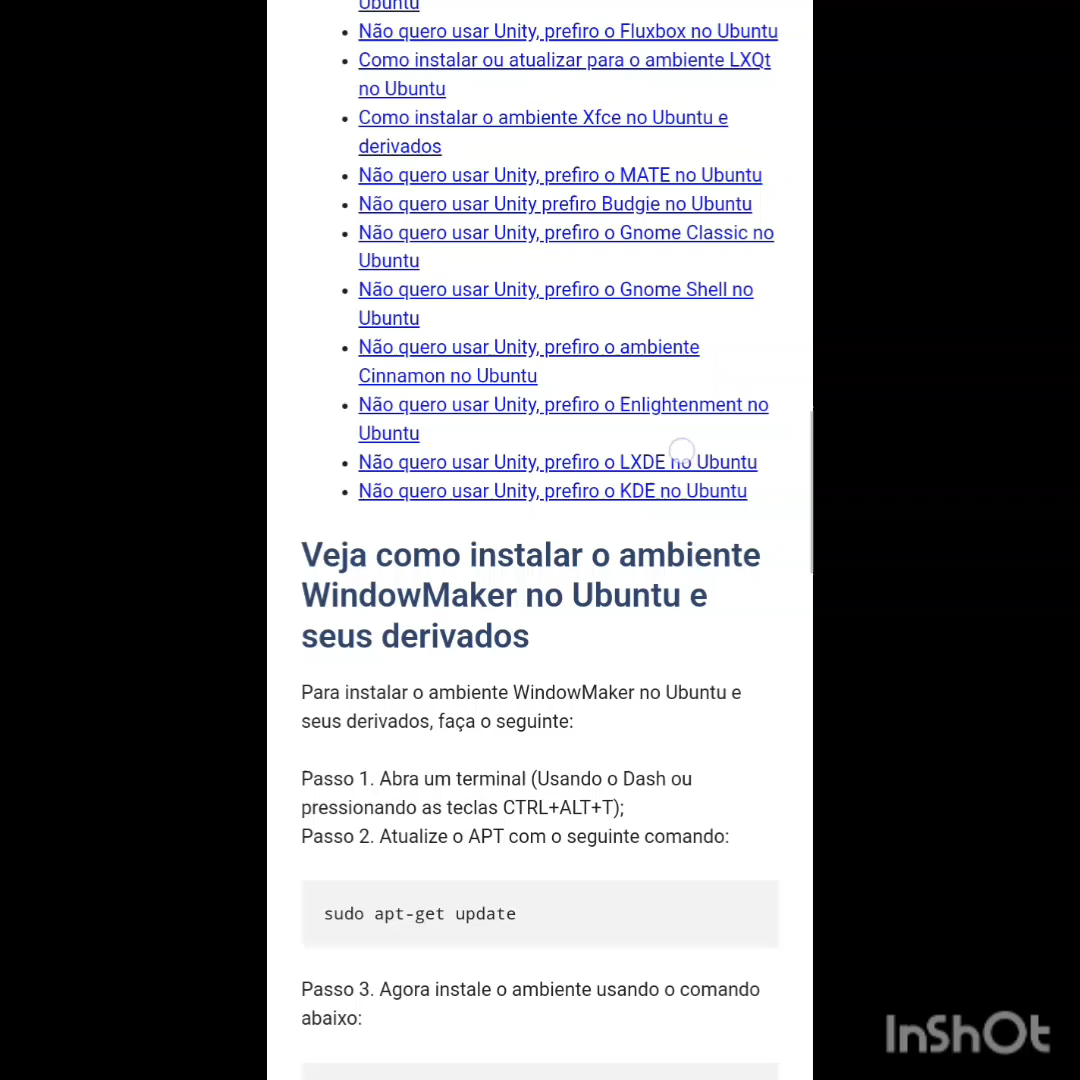 Ubuntu
Não quero usar Unity, prefiro o Fluxbox no Ubuntu
Como instalar ou atualizar para o ambiente LXQt
no Ubuntu
Como instalar o ambiente Xfce no Ubuntu e
derivados
Não quero usar Unity, prefiro o MATE no Ubuntu
Não quero usar Unity prefiro Budgie no Ubuntu
Não quero usar Unity, prefiro o Gnome Classic no
Ubuntu
Não quero usar Unity, prefiro o Gnome Shell no
Ubuntu
Não quero usar Unity, prefiro o ambiente
Cinnamon no Ubuntu
Não quero usar Unity, prefiro o Enlightenment no
Ubuntu
Não quero usar Unity, prefiro o LXDE no Ubuntu
Não quero usar Unity, prefiro o KDE no Ubuntu
Veja como instalar o ambiente
WindowMaker no Ubuntu e
seus derivados
Para instalar o ambiente WindowMaker no Ubuntu e
seus derivados, faça o seguinte:
Passo 1. Abra um terminal (Usando o Dash ou
pressionando as teclas CTRL+ALT+T);
Passo 2. Atualize o APT com o seguinte comando:
sudo apt-get update
Passo 3. Agora instale o ambiente usando o comando
abaixo:
InShOt